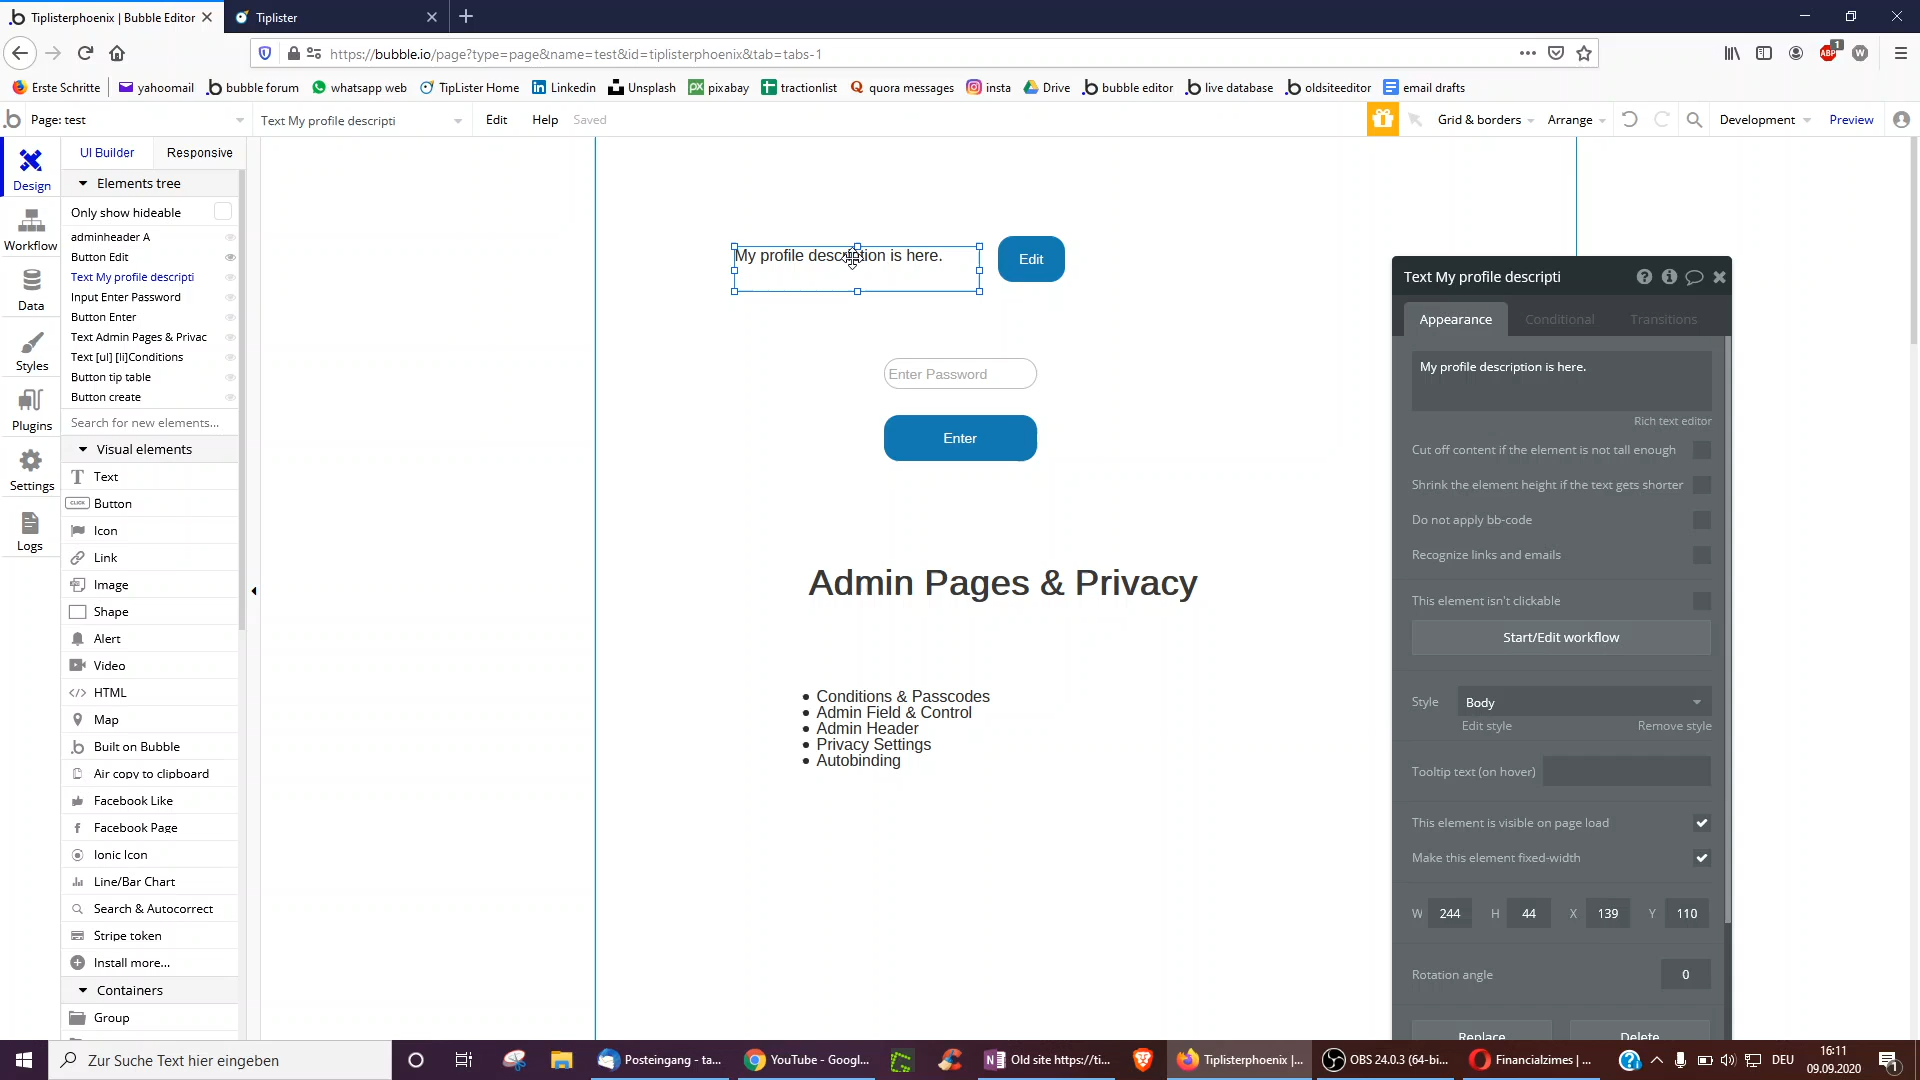 Tiplisterphoenix | Bubble Editor
Tiplister
https://bubble.io/page?type=page&name=test&id=tiplisterphoenix&tab=tabs-1
Erste Schritte
yahoomail
bubble forum
whatsapp web
TipLister Home
Linkedin
Unsplash
pixabay
tractionlist
quora messages
insta
Drive
bubble editor
live database
oldsiteeditor
email drafts
Page: test
Text My profile descripti
Edit
Help
Saved
Grid & borders
Arrange
Development
Preview
Design
Workflow
Data
Styles
Plugins
Settings
Logs
UI Builder
Responsive
Elements tree
Only show hideable
adminheader A
Button Edit
Text My profile descripti
Input Enter Password
Button Enter
Text Admin Pages & Privac
Text [ul] [li]Conditions
Button tip table
Button create
Search for new elements...
Visual elements
Text
CLICK
Button
Icon
Link
Image
Shape
Alert
Video
HTML
Map
Built on Bubble
Air copy to clipboard
Facebook Like
Facebook Page
Ionic Icon
Line/Bar Chart
Search & Autocorrect
Stripe token
Install more...
Containers
Group
My profile description is here.
Edit
Enter Password
Enter
Admin Pages & Privacy
• Conditions & Passcodes
• Admin Field & Control
• Admin Header
• Privacy Settings
• Autobinding
Text My profile descripti
Appearance
Conditional
Transitions
My profile description is here.
Rich text editor
Cut off content if the element is not tall enough
Shrink the element height if the text gets shorter
Do not apply bb-code
Recognize links and emails
This element isn't clickable
Start/Edit workflow
Style
Body
Edit style
Remove style
Tooltip text (on hover)
This element is visible on page load
Make this element fixed-width
W 244 H 44 X 139 Y 110
Rotation angle 0
Replace
Delete
Zur Suche Text hier eingeben
Posteingang - ta...
YouTube - Googl...
Old site https://ti...
Tiplisterphoenix |...
OBS 24.0.3 (64-bi...
Financialzimes | ...
DEU
16:11
09.09.2020
1